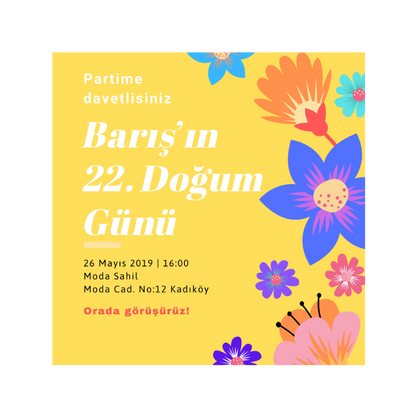 Partime
davetlisiniz
Barış'ın
22. Doğum
Günü
26 Mayıs 2019 | 16:00
Moda Sahil
Moda Cad. No:12 Kadıköy
Orada görüşürüz!